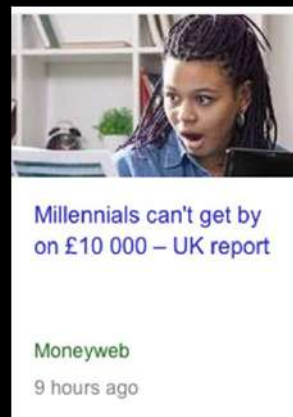 Millennials can't get by
on £10 000 – UK report
Moneyweb
9 hours ago